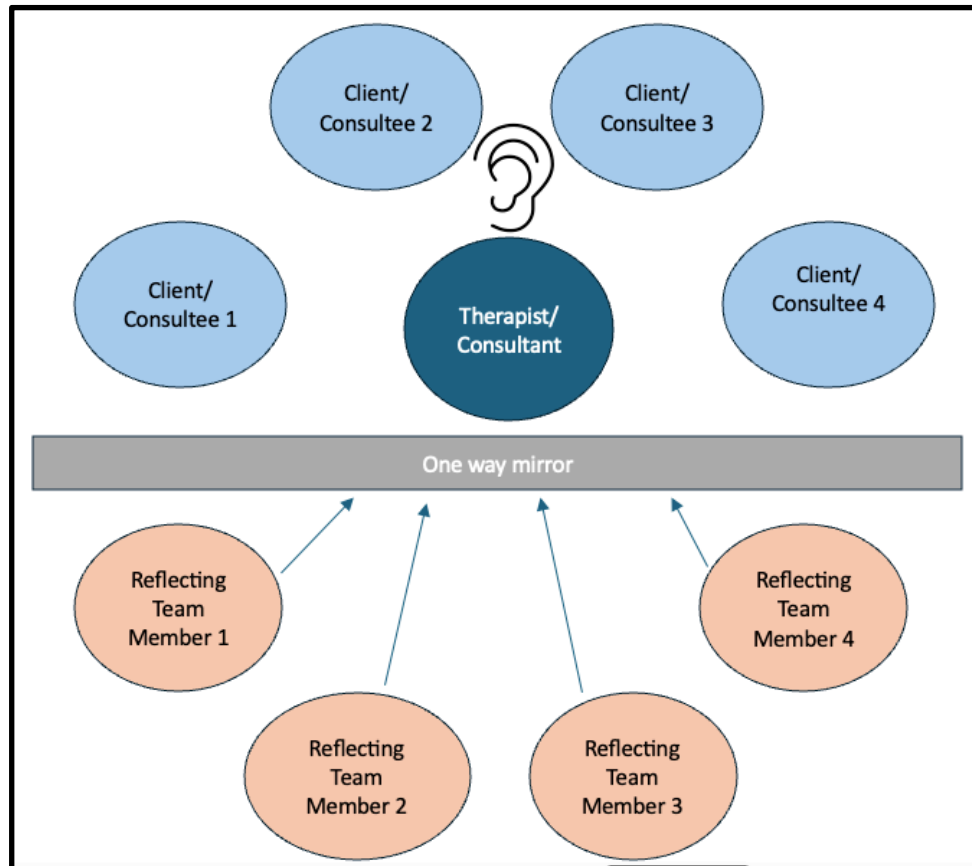 Client/
Consultee 2
Client/
Consultee 3
Client/
Consultee 1
Therapist/
Consultant
Client/
Consultee 4
One way mirror
Reflecting
Team
Member 1
Reflecting
Team
Member 4
Reflecting
Team
Member 2
Reflecting
Team
Member 3